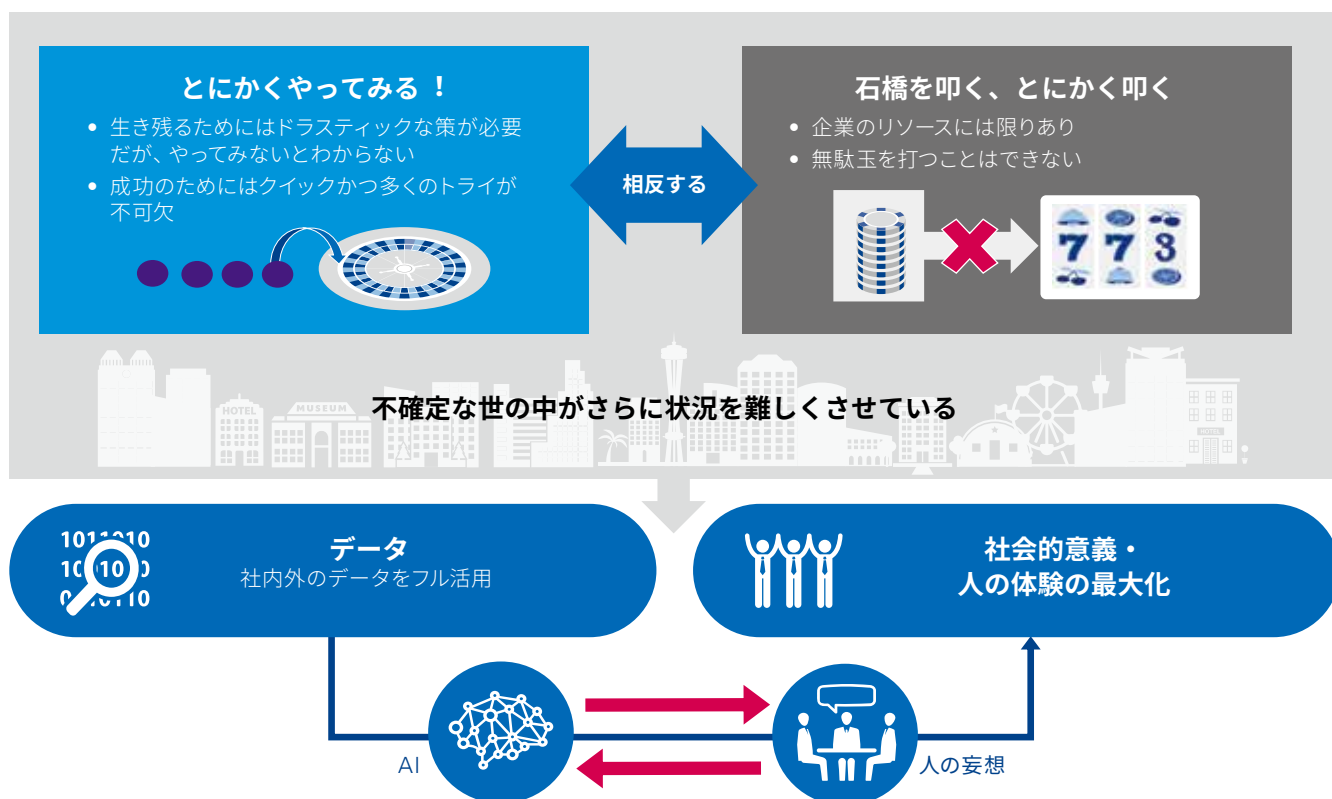 とにかくやってみる！
• 生き残るためにはドラスティックな策が必要
だが、やってみないとわからない
• 成功のためにはクイックかつ多くのトライが
不可欠
相反する
石橋を叩く、とにかく叩く
• 企業のリソースには限りあり
• 無駄玉を打つことはできない
7 7 3
HOTEL
MUSEUM
HOTEL
不確定な世の中がさらに状況を難しくさせている
データ
社内外のデータをフル活用
社会的意義・
人の体験の最大化
AI
人の妄想